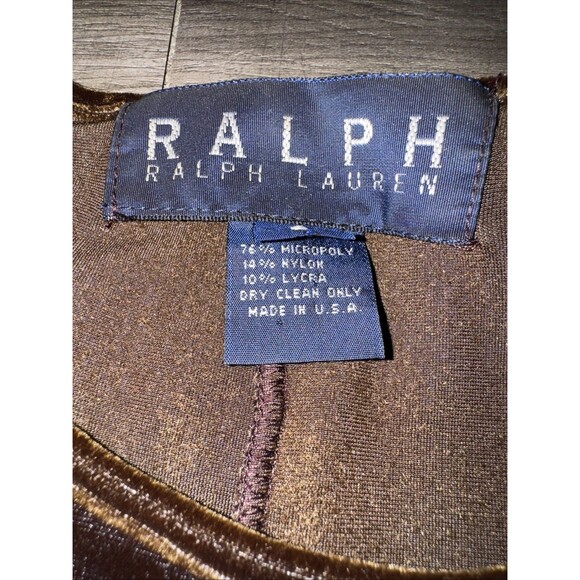 RALPH
RALPH LAUREN
76% MICROPOLY
14% NYLON
10% LYCRA
DRY CLEAN ONLY
MADE IN U.S.A.